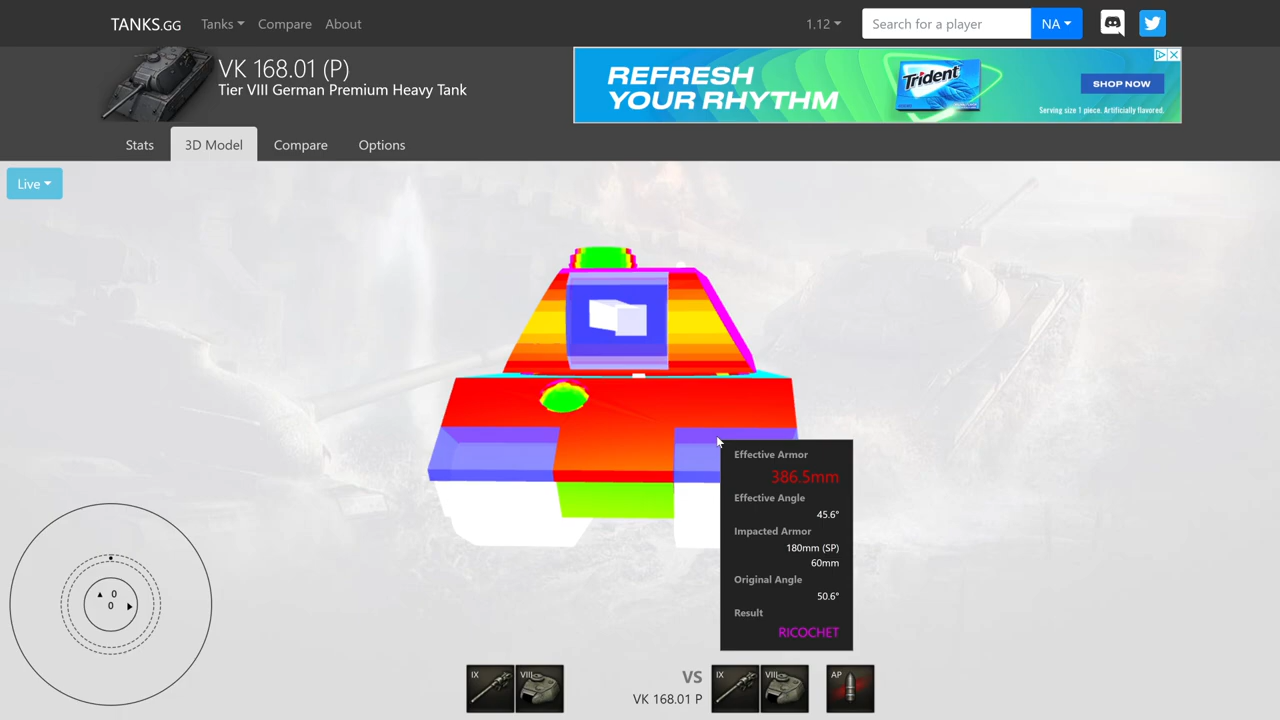 TANKS.GG
Tanks
Compare
About
1.12
Search for a player
NA
VK 168.01 (P)
Tier VIII German Premium Heavy Tank
REFRESH
YOUR RHYTHM
Trident
SHOP NOW
Serving size 1 piece. Artificially flavored.
Stats
3D Model
Compare
Options
Live
Effective Armor
386.5mm
Effective Angle
45.6°
Impacted Armor
180mm (SP)
60mm
Original Angle
50.6°
Result
RICOCHET
0
0
IX
VIII
VS
VK 168.01 P
IX
VIII
AP